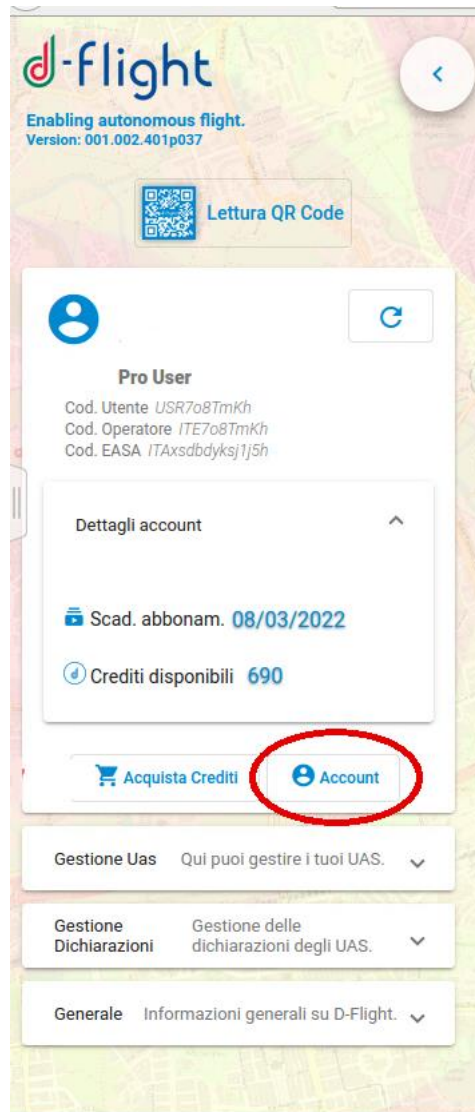 d-flight
Enabling autonomous flight.
Version: 001.002.401p037
Lettura QR Code
Pro User
Cod. Utente USR7o8TmKh
Cod. Operatore ITE7o8TmKh
Cod. EASA ITAxsdbdyksj1j5h
Dettagli account
Scad. abbonam. 08/03/2022
d Crediti disponibili 690
Acquista Crediti Account
Gestione Uas Qui puoi gestire i tuoi UAS.
Gestione Gestione delle
Dichiarazioni dichiarazioni degli UAS.
Generale Informazioni generali su D-Flight.